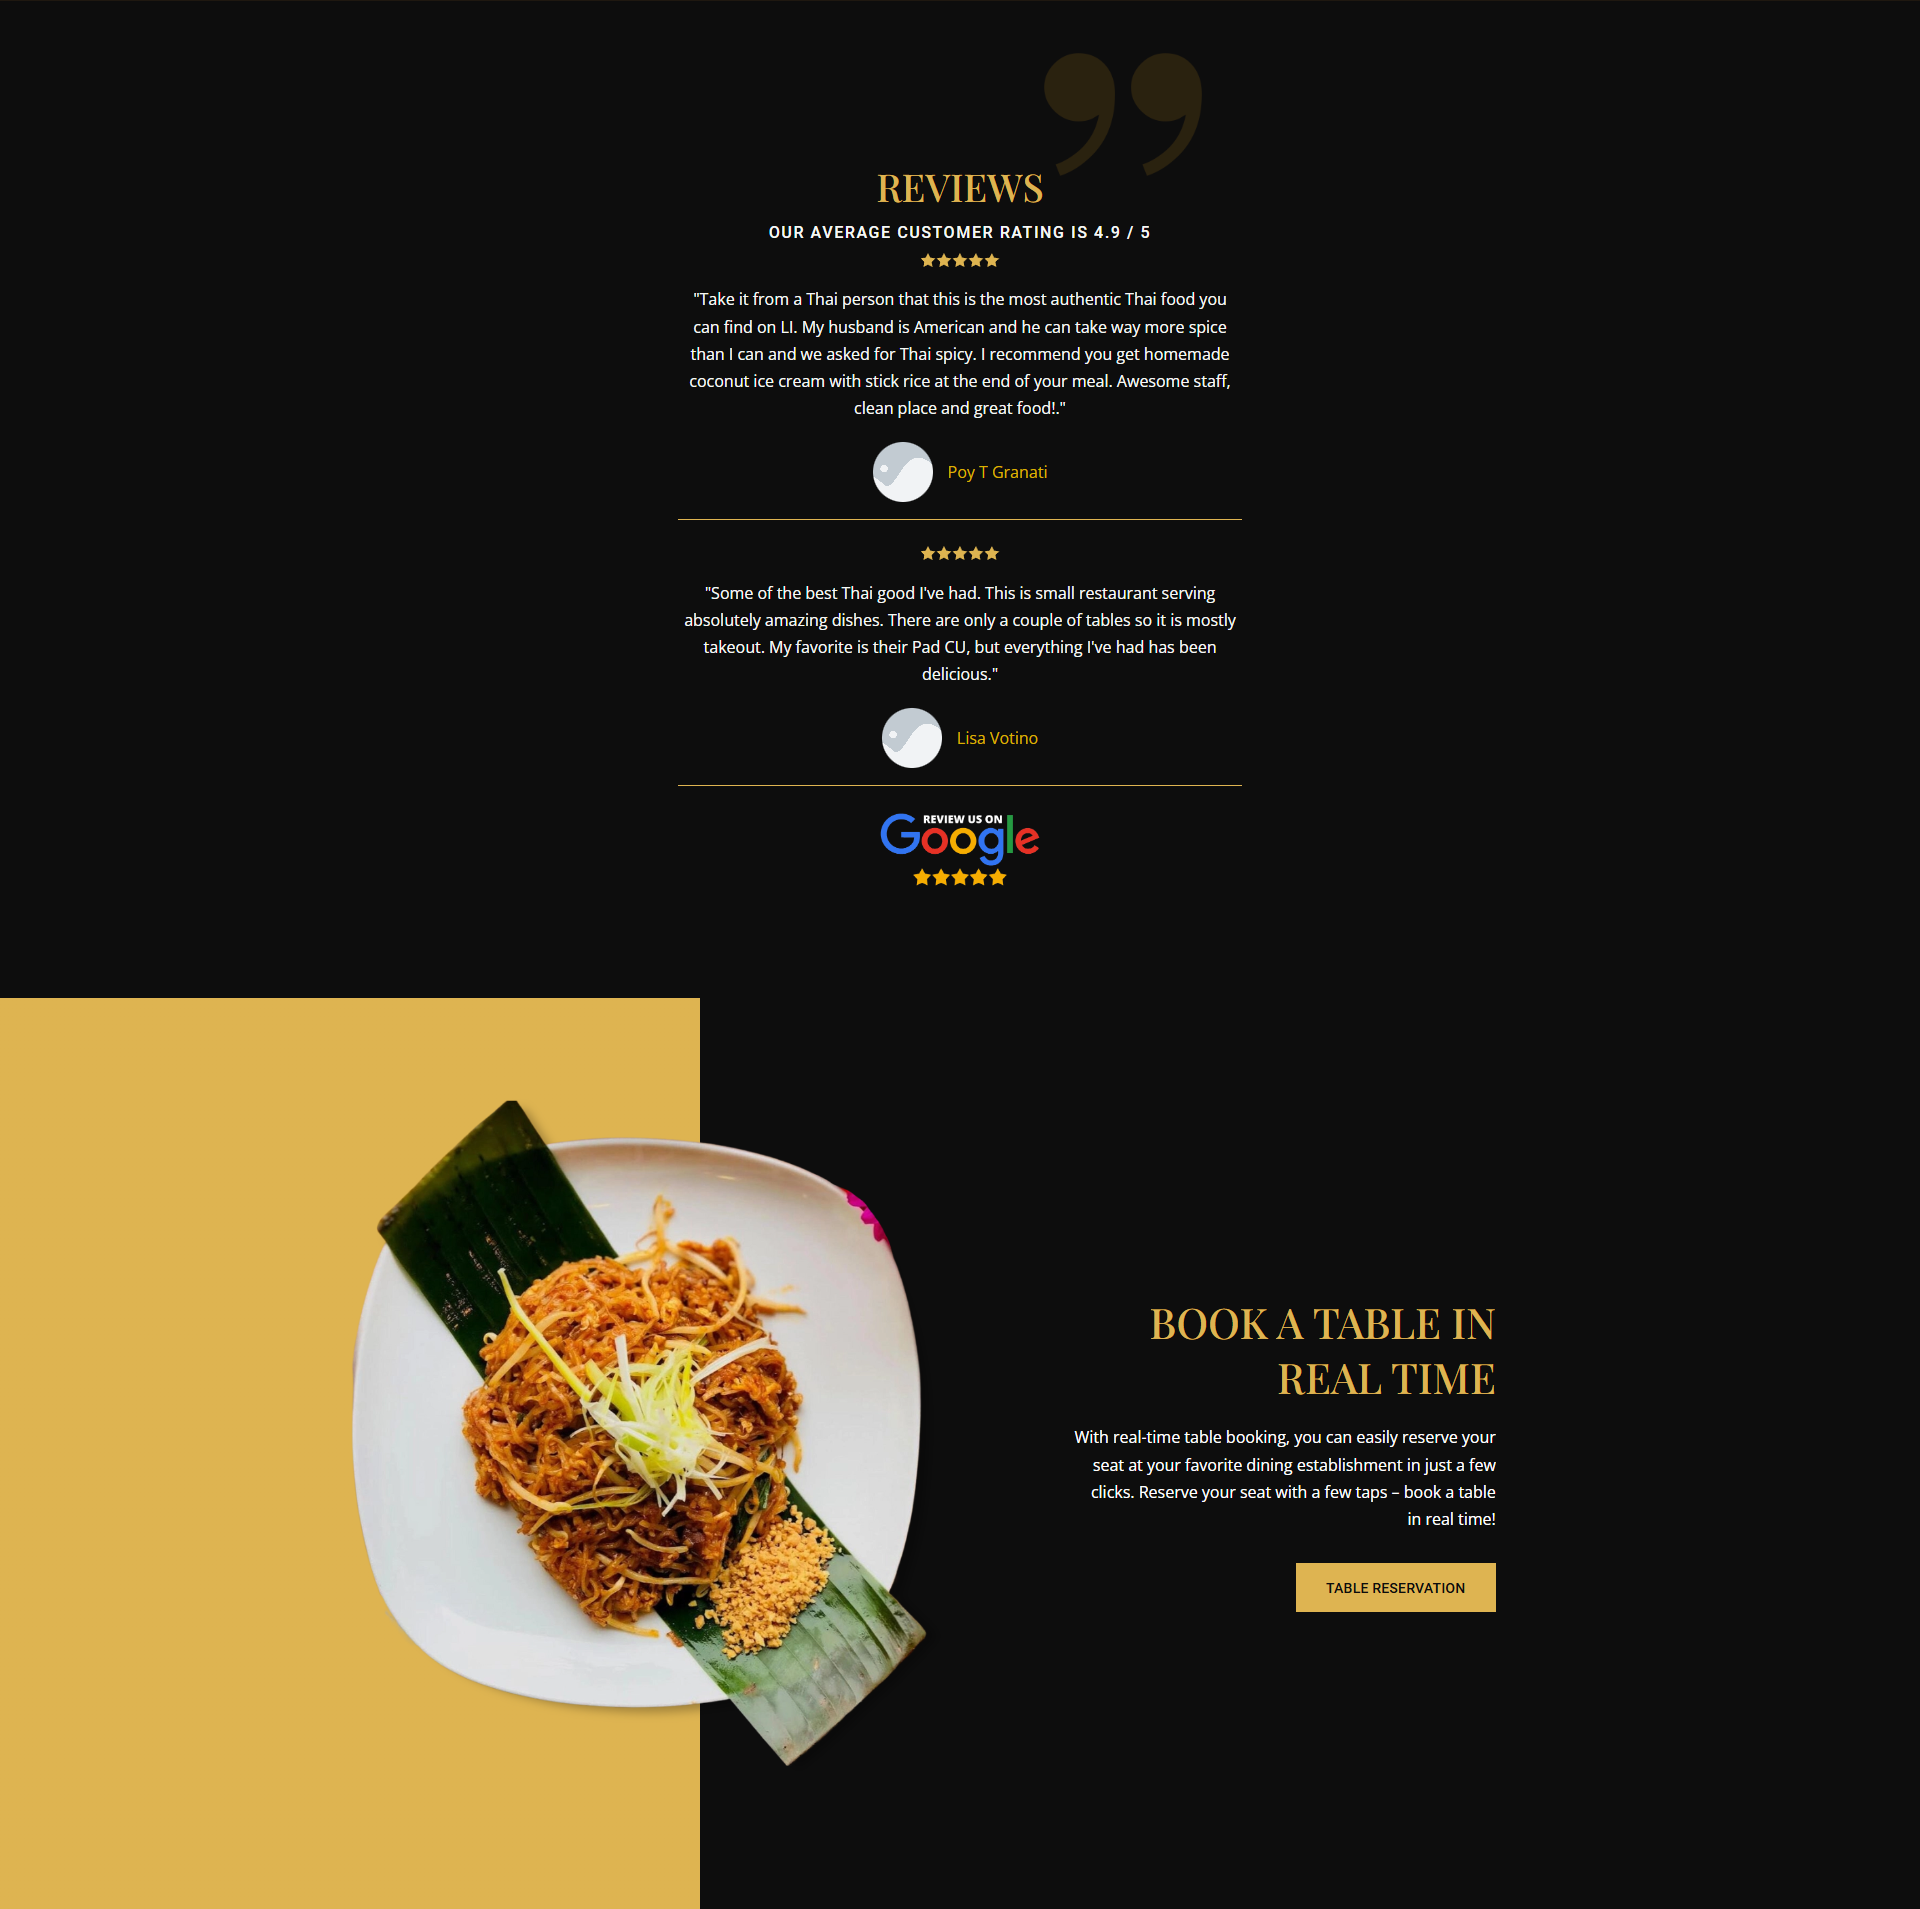 REVIEWS
OUR AVERAGE CUSTOMER RATING IS 4.9 / 5
"Take it from a Thai person that this is the most authentic Thai food you
can find on LI. My husband is American and he can take way more spice
than I can and we asked for Thai spicy. I recommend you get homemade
coconut ice cream with stick rice at the end of your meal. Awesome staff,
clean place and great food!."
Poy T Granati
"Some of the best Thai good I've had. This is small restaurant serving
absolutely amazing dishes. There are only a couple of tables so it is mostly
takeout. My favorite is their Pad CU, but everything I've had has been
delicious."
Lisa Votino
REVIEW US ON
Google
BOOK A TABLE IN
REAL TIME
With real-time table booking, you can easily reserve your
seat at your favorite dining establishment in just a few
clicks. Reserve your seat with a few taps – book a table
in real time!
TABLE RESERVATION